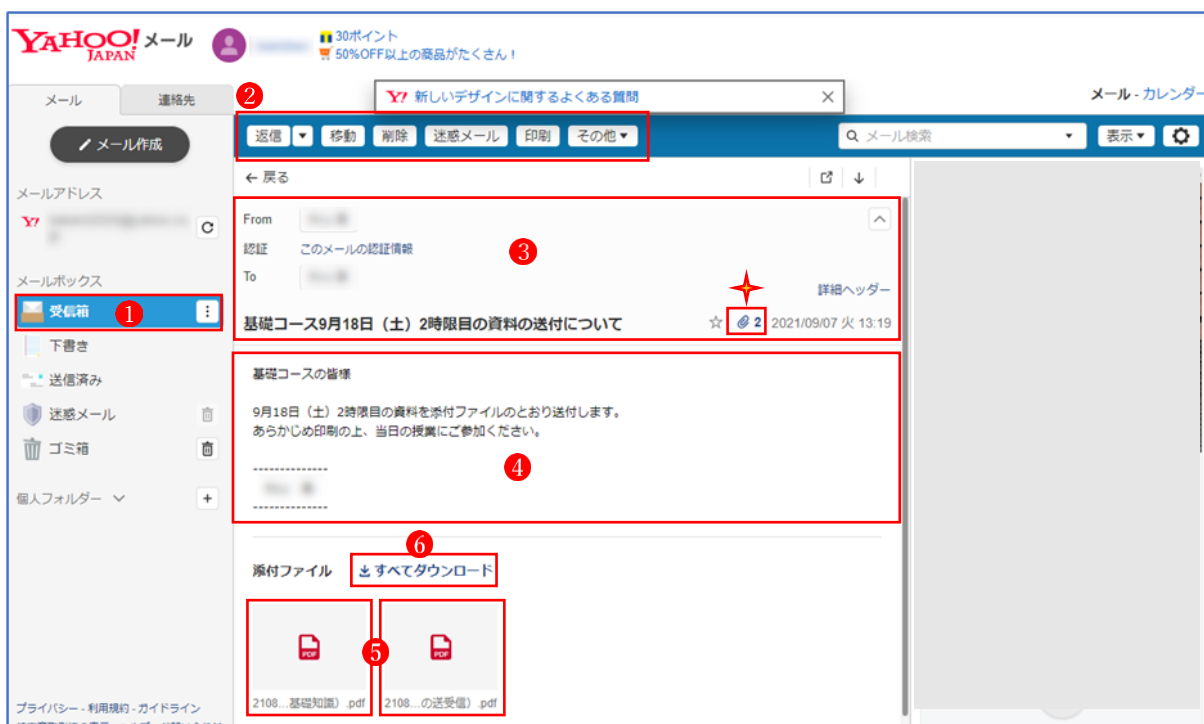 YAHOO! JAPAN メール
30ポイント
50%OFF以上の商品がたくさん!
メール 連絡先
2
Y? 新しいデザインに関するよくある質問 ×
メール - カレンダー
メール作成
返信 移動 削除 迷惑メール 印刷 その他
メール検索
表示
← 戻る
メールアドレス
From
認証 このメールの認証情報
3
To
詳細ヘッダー
メールボックス
受信箱 1
基礎コース9月18日(土)2時限目の資料の送付について
☆ 2 2021/09/07 火 13:19
下書き
送信済み
迷惑メール
ゴミ箱
個人フォルダー
+
基礎コースの皆様
9月18日(土)2時限目の資料を添付ファイルのとおり送付します。
あらかじめ印刷の上、当日の授業にご参加ください。
--------------
4
--------------
6
添付ファイル すべてダウンロード
PDF PDF
5
2108...基礎知識).pdf 2108...の送受信).pdf
プライバシー - 利用規約 - ガイドライン